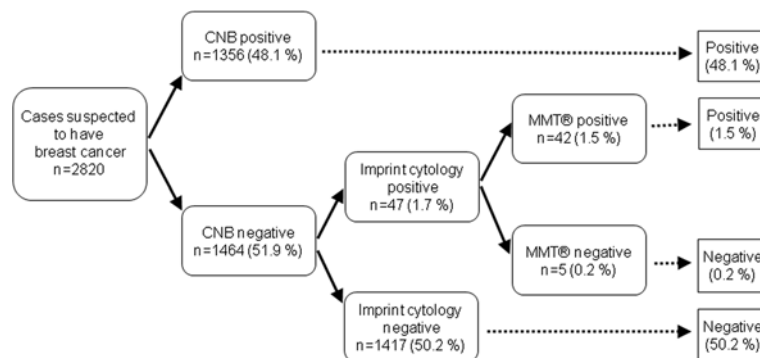 CNB positive
n=1356 (48.1 %)
Positive
(48.1 %)
Cases suspected
to have
breast cancer
n=2820
MMT® positive
n=42 (1.5 %)
Positive
(1.5 %)
Imprint cytology
positive
n=47 (1.7 %)
CNB negative
n=1464 (51.9 %)
MMT® negative
n=5 (0.2 %)
Negative
(0.2 %)
Imprint cytology
negative
n=1417 (50.2 %)
Negative
(50.2 %)